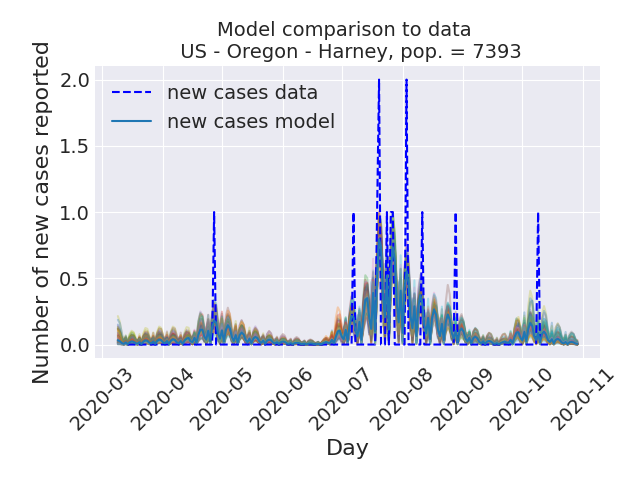 Model comparison to data
US - Oregon - Harney, pop. = 7393
Number of new cases reported
2.0
1.5
1.0
0.5
0.0
new cases data
new cases model
2020-03
2020-04
2020-05
2020-06
2020-07
2020-08
2020-09
2020-10
2020-11
Day